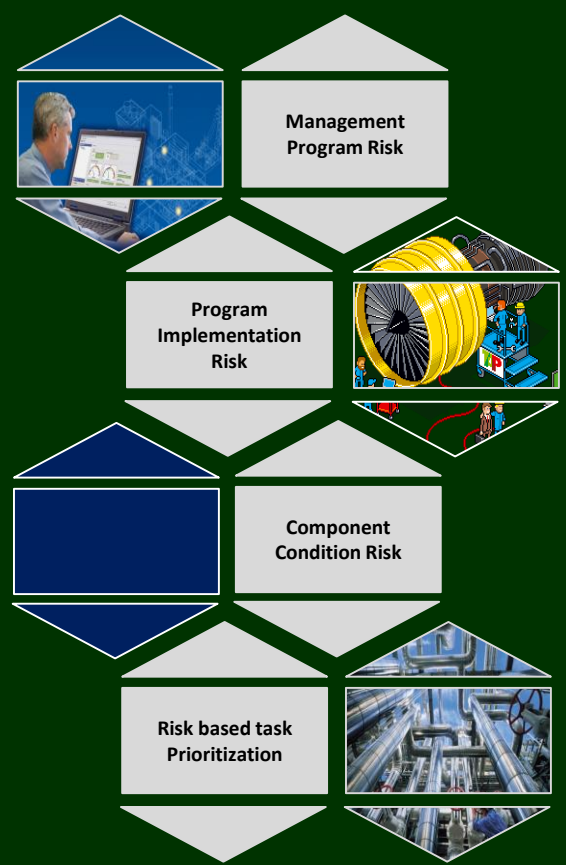 Management
Program Risk
Program
Implementation
Risk
Component
Condition Risk
Risk based task
Prioritization